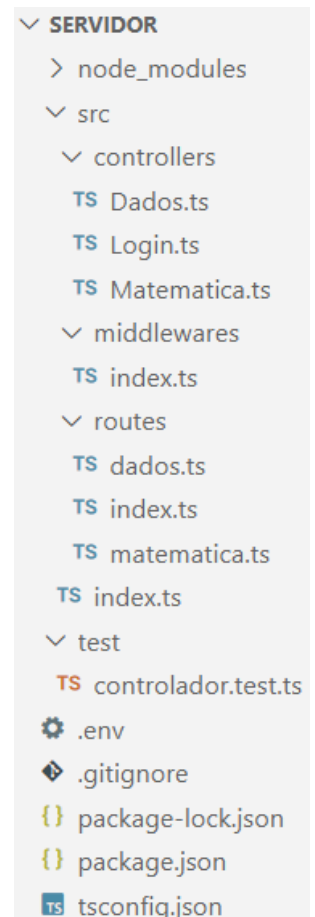 SERVIDOR
node_modules
src
controllers
TS Dados.ts
TS Login.ts
TS Matematica.ts
middlewares
TS index.ts
routes
TS dados.ts
TS index.ts
TS matematica.ts
TS index.ts
test
TS controlador.test.ts
.env
.gitignore
{} package-lock.json
{} package.json
TS tsconfig.json